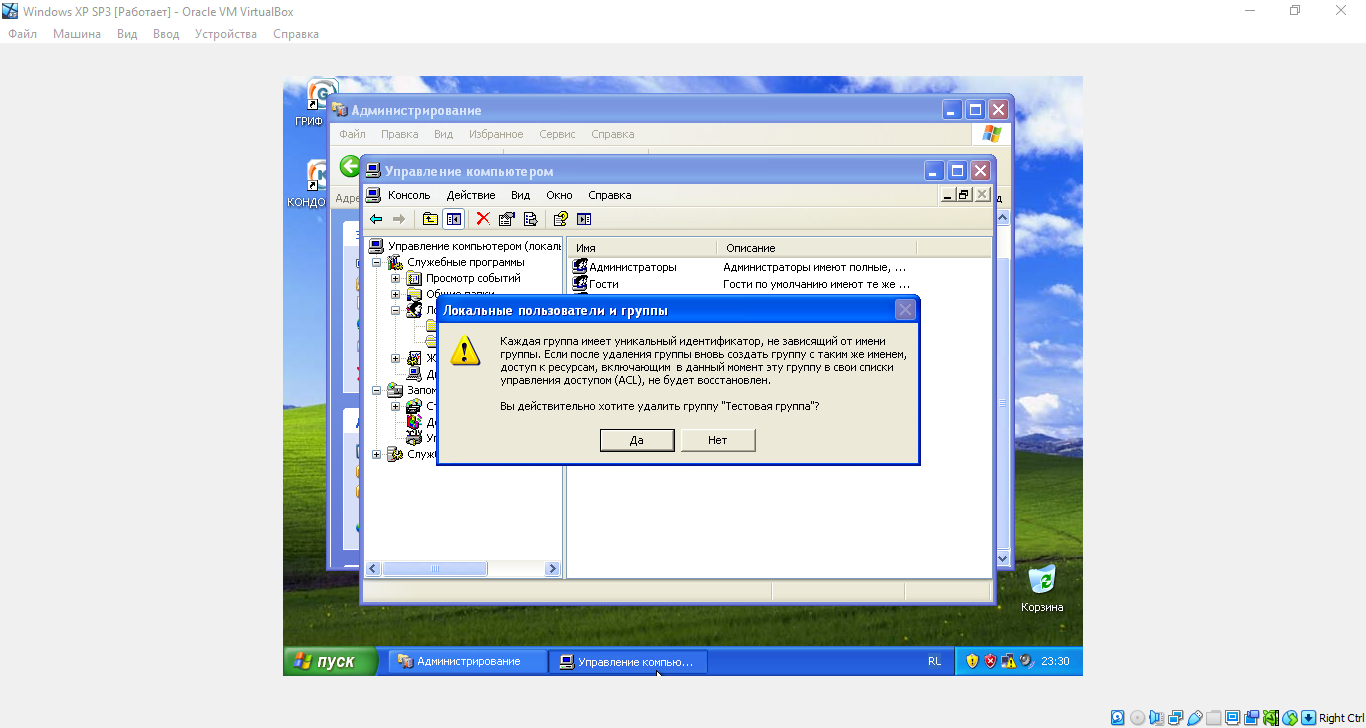 Windows XP SP3 [Работает] - Oracle VM VirtualBox
Файл Машина Вид Ввод Устройства Справка
ГРИФ
Администрирование
Файл Правка Вид Избранное Сервис Справка
КОНДО
Адре
Управление компьютером
Консоль Действие Вид Окно Справка
Управление компьютером (локал
Служебные программы
Просмотр событий
Общие папки
Имя Описание
Администраторы Администраторы имеют полные, ...
Гости Гости по умолчанию имеют те же ...
Локальные пользователи и группы
Каждая группа имеет уникальный идентификатор, не зависящий от имени
группы. Если после удаления группы вновь создать группу с таким же именем,
доступ к ресурсам, включающим в данный момент эту группу в свои списки
управления доступом (ACL), не будет восстановлен.
Вы действительно хотите удалить группу "Тестовая группа"?
Да Нет
Запом
Служ
Корзина
пуск
Администрирование
Управление компью...
RL
23:30
Right Ctrl